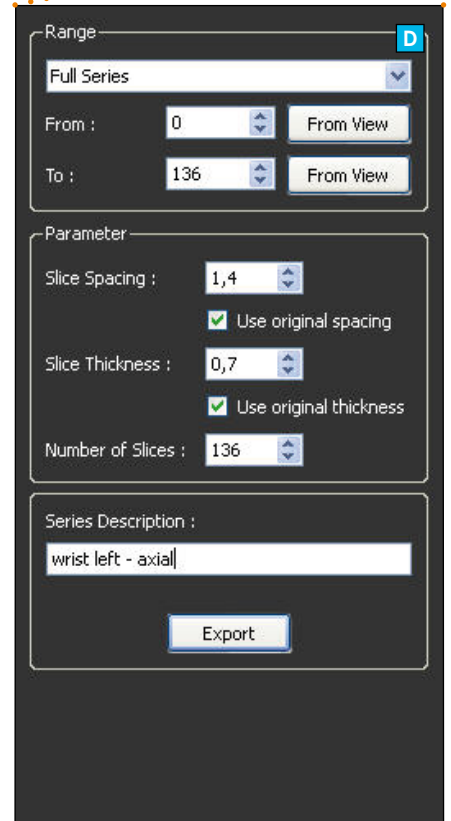 Range
D
Full Series
From : 0 From View
To : 136 From View
Parameter
Slice Spacing : 1,4
Use original spacing
Slice Thickness : 0,7
Use original thickness
Number of Slices : 136
Series Description :
wrist left - axial
Export